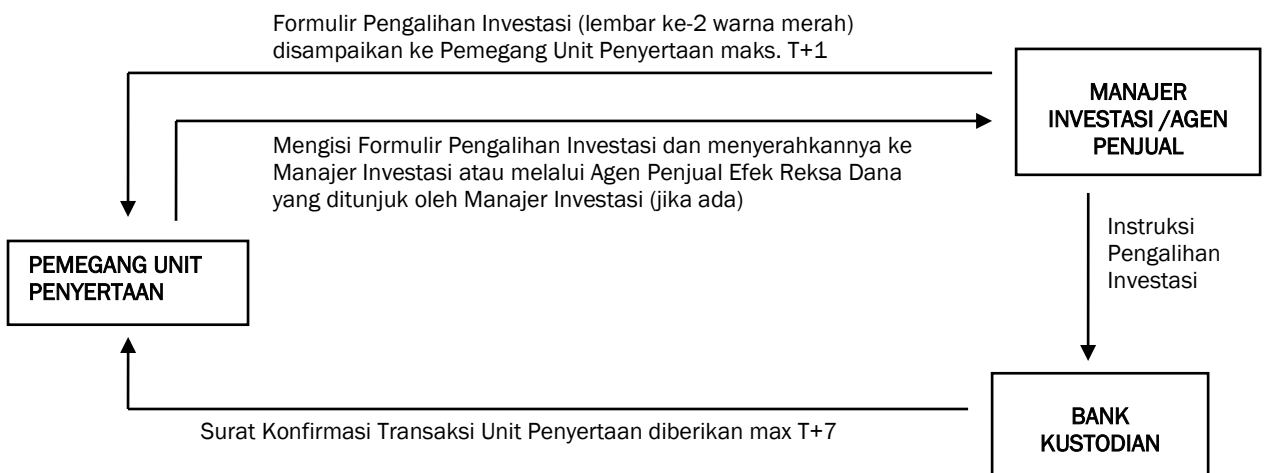 Formulir Pengalihan Investasi (lembar ke-2 warna merah)
disampaikan ke Pemegang Unit Penyertaan maks. T+1
MANAJER
INVESTASI /AGEN
PENJUAL
Mengisi Formulir Pengalihan Investasi dan menyerahkannya ke
Manajer Investasi atau melalui Agen Penjual Efek Reksa Dana
yang ditunjuk oleh Manajer Investasi (jika ada)
Instruksi
Pengalihan
Investasi
PEMEGANG UNIT
PENYERTAAN
Surat Konfirmasi Transaksi Unit Penyertaan diberikan max T+7
BANK
KUSTODIAN